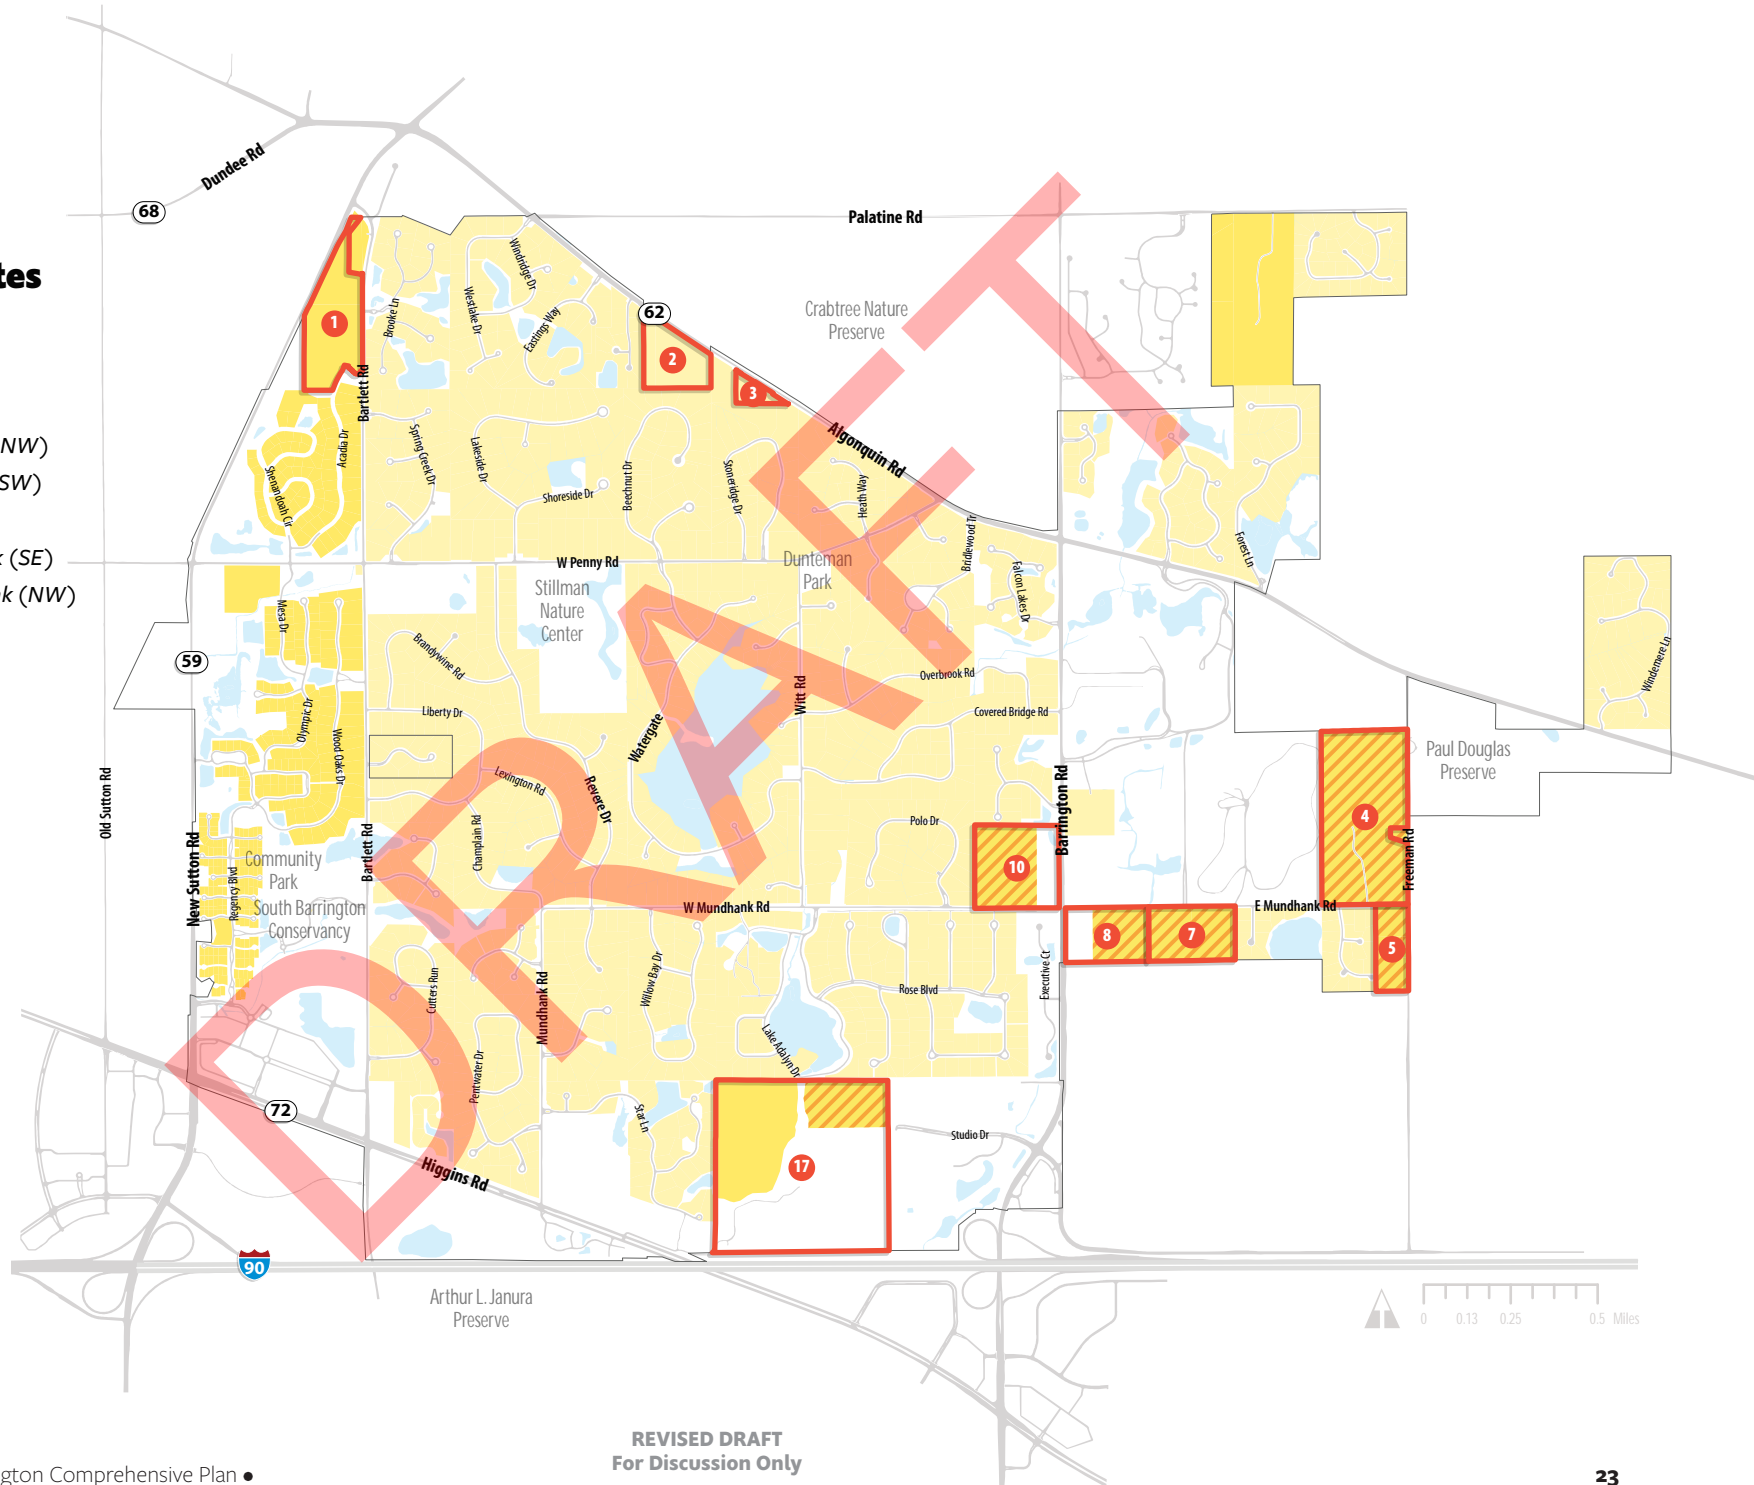 Dundee Rd
68
Palatine Rd
tes
Windridge Dr
Westlake Dr
Eastings Way
Brooke Ln
62
Crabtree Nature
Preserve
1
2
3
Bartlett Rd
Algonquin Rd
NW)
SW)
k (SE)
k (NW)
Acadia Dr
Shenandoah Cir
Spring Creek Dr
Lakeside Dr
Shoreside Dr
Beechnut Dr
Stoneridge Dr
Heath Way
Bridlewood Tr
Forest Ln
W Penny Rd
Dunteman
Park
Falcon Lakes Dr
Stillman
Nature
Center
Mesa Dr
Brandywine Rd
59
Overbrook Rd
Windemere Ln
Witt Rd
Covered Bridge Rd
Liberty Dr
Olympic Dr
Wood Oaks Dr
Watergate
Paul Douglas
Preserve
Old Sutton Rd
Lexington Rd
Revere Dr
Barrington Rd
4
Polo Dr
Champlain Rd
New Sutton Rd
Bartlett Rd
Community
Park
10
Freeman Rd
Regency Blvd
South Barrington
Conservancy
W Mundhank Rd
E Mundhank Rd
8
7
5
Cutters Run
Mundhank Rd
Willow Bay Dr
Rose Blvd
Executive Ct
Lake Adalyn Dr
Pentwater Dr
72
Star Ln
Studio Dr
17
Higgins Rd
90
Arthur L. Janura
Preserve
0 0.13 0.25 0.5 Miles
DRAFT
REVISED DRAFT
For Discussion Only
gton Comprehensive Plan •
23